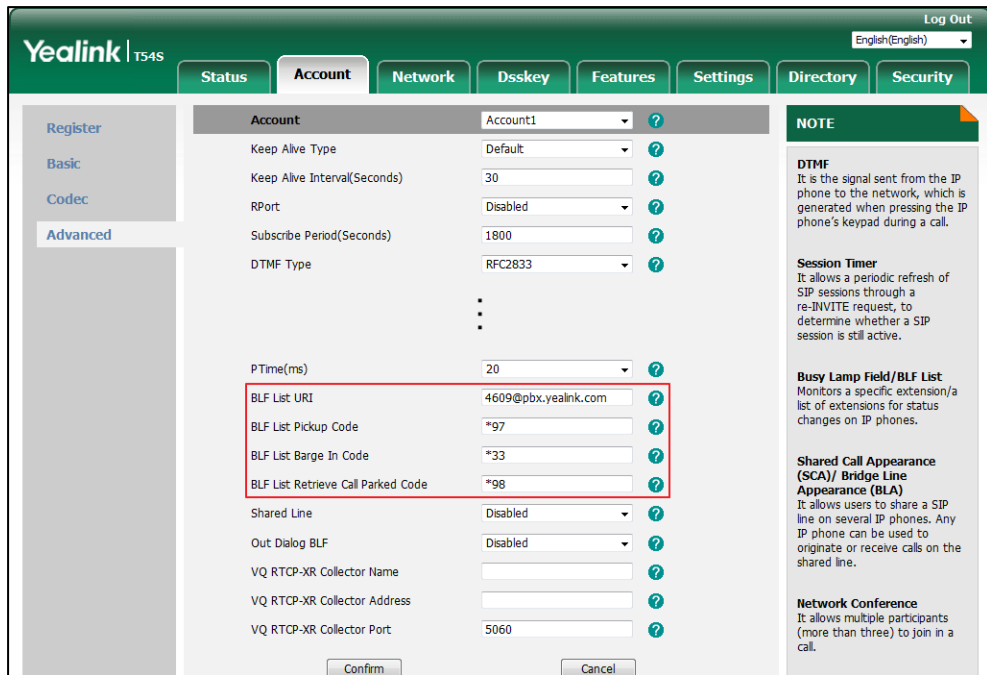 Log Out
Yealink T54S
English(English)
Status Account Network Dsskey Features Settings Directory Security
Register
Basic
Codec
Advanced
Account Account1 ?
Keep Alive Type Default ?
Keep Alive Interval(Seconds) 30 ?
RPort Disabled ?
Subscribe Period(Seconds) 1800 ?
DTMF Type RFC2833 ?
PTime(ms) 20 ?
BLF List URI 4609@pbx.yealink.com ?
BLF List Pickup Code *97 ?
BLF List Barge In Code *33 ?
BLF List Retrieve Call Parked Code *98 ?
Shared Line Disabled ?
Out Dialog BLF Disabled ?
VQ RTCP-XR Collector Name ?
VQ RTCP-XR Collector Address ?
VQ RTCP-XR Collector Port 5060 ?
Confirm Cancel
NOTE
DTMF
It is the signal sent from the IP
phone to the network, which is
generated when pressing the IP
phone's keypad during a call.
Session Timer
It allows a periodic refresh of
SIP sessions through a
re-INVITE request, to
determine whether a SIP
session is still active.
Busy Lamp Field/BLF List
Monitors a specific extension/a
list of extensions for status
changes on IP phones.
Shared Call Appearance
(SCA)/ Bridge Line
Appearance (BLA)
It allows users to share a SIP
line on several IP phones. Any
IP phone can be used to
originate or receive calls on the
shared line.
Network Conference
It allows multiple participants
(more than three) to join in a
call.